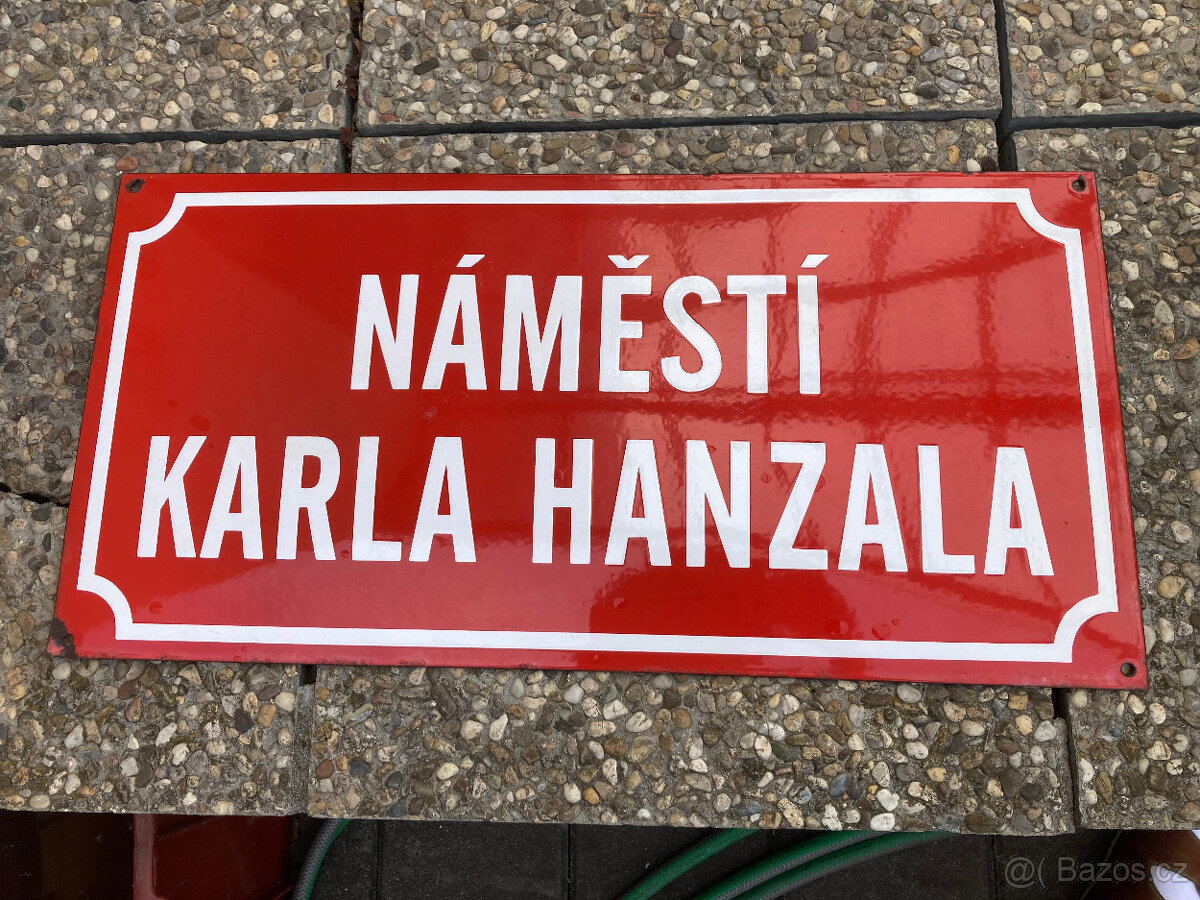 NÁMĚSTÍ
KARLA HANZALA
@( Bazos.cz